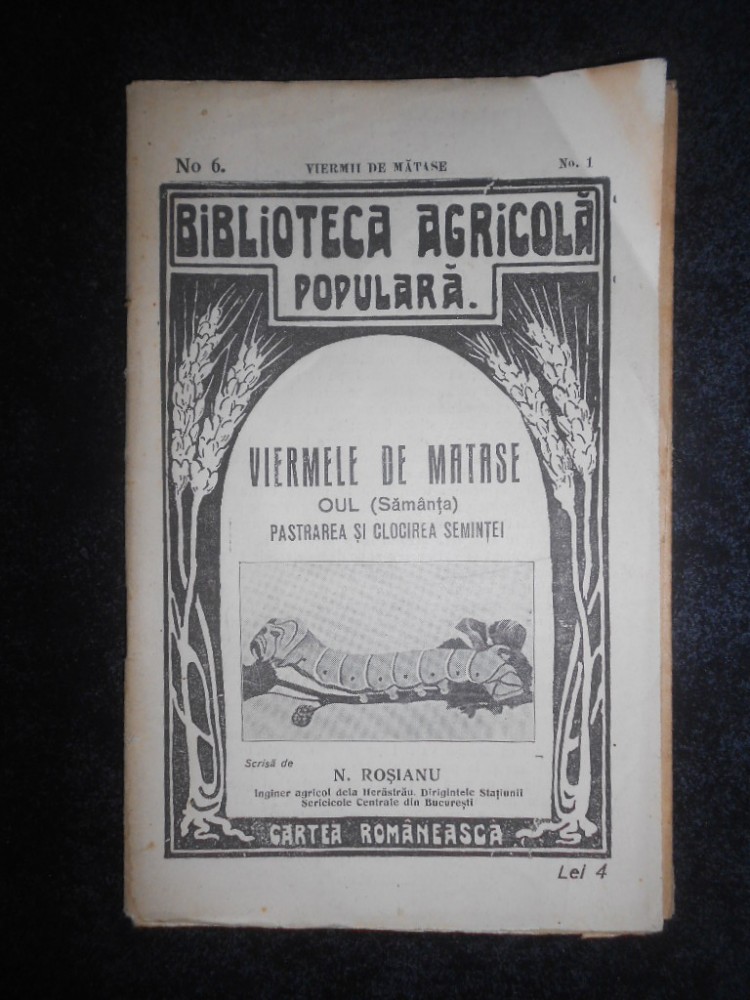 No 6. VIERMII DE MĂTASE No. 1
BIBLIOTECA AGRICOLĂ
POPULARĂ.
VIERMELE DE MATASE
OUL (Sămânța)
PASTRAREA ȘI CLOCIREA SEMINȚEI
Scrisă de
N. ROȘIANU
Inginer agricol dela Herăstrău. Dirigintele Stațiunii
Sericicole Centrale din București
CARTEA ROMÂNEASCĂ
Lei 4